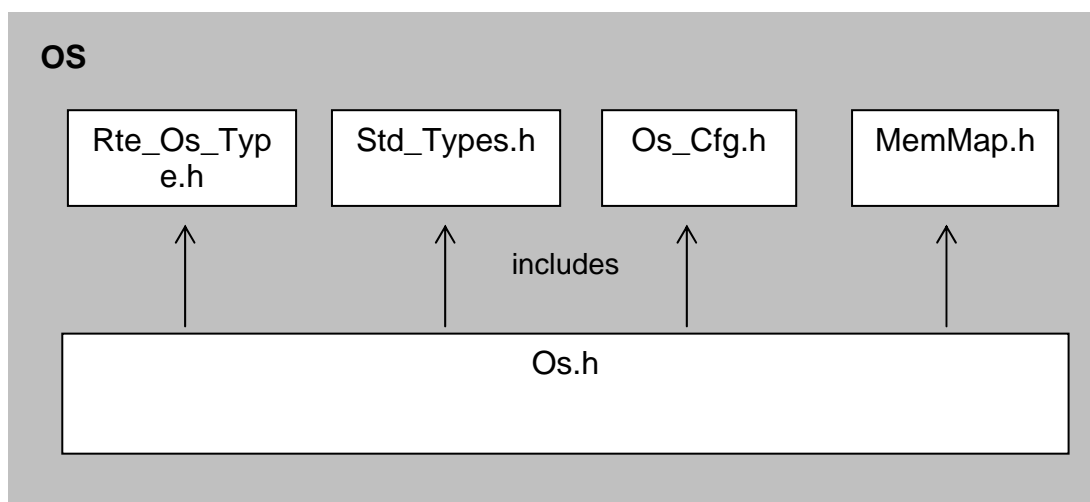 OS
Rte_Os_Typ
e.h
Std_Types.h
Os_Cfg.h
MemMap.h
includes
Os.h